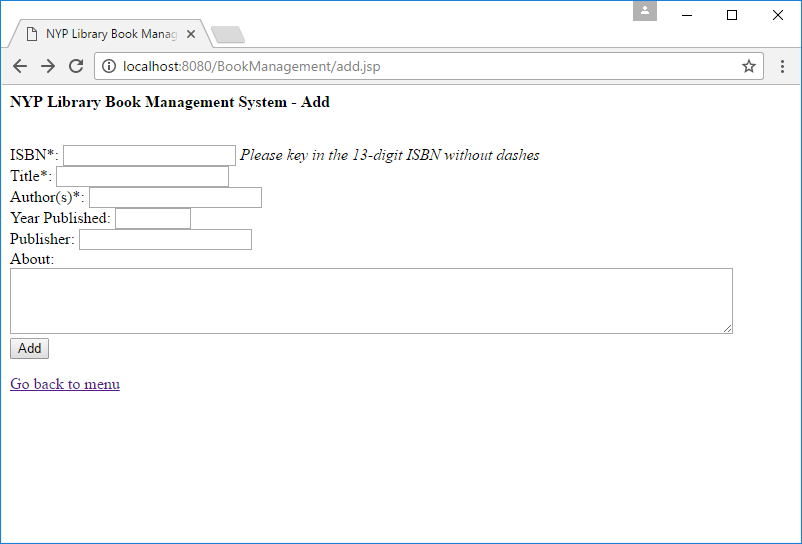 NYP Library Book Manag
localhost:8080/BookManagement/add.jsp
NYP Library Book Management System - Add
ISBN*: Please key in the 13-digit ISBN without dashes
Title*:
Author(s)*:
Year Published:
Publisher:
About:
Add
Go back to menu